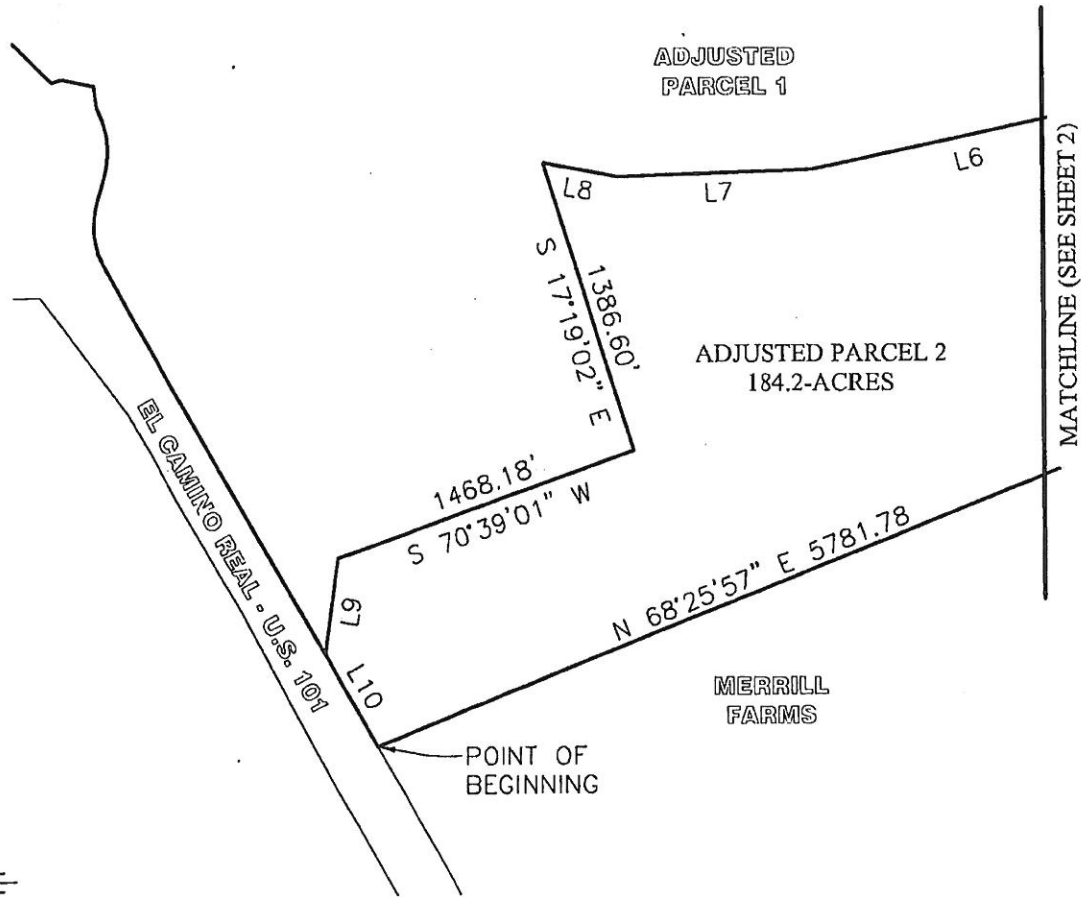 ADJUSTED
PARCEL 1
L6
L7
L8
MATCHLINE (SEE SHEET 2)
1386.60'
S 17°19'02" E
ADJUSTED PARCEL 2
184.2-ACRES
EL CAMINO REAL - U.S. 101
1468.18'
S 70°39'01" W
L9
L10
N 68°25'57" E 5781.78
MERRILL
FARMS
POINT OF
BEGINNING